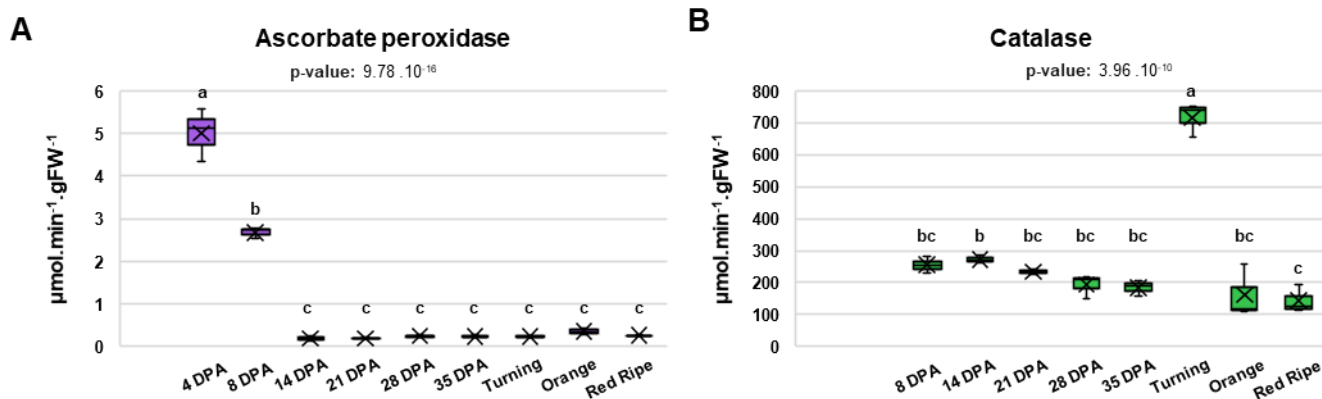 A
Ascorbate peroxidase
p-value: 9.78 .10⁻¹⁶
µmol.min⁻¹.gFW⁻¹
6
5
4
3
2
1
0
a
b
c
c
c
c
c
c
c
4 DPA
8 DPA
14 DPA
21 DPA
28 DPA
35 DPA
Turning
Orange
Red Ripe
B
Catalase
p-value: 3.96 .10⁻¹⁰
µmol.min⁻¹.gFW⁻¹
800
700
600
500
400
300
200
100
0
bc
b
bc
bc
bc
a
bc
c
8 DPA
14 DPA
21 DPA
28 DPA
35 DPA
Turning
Orange
Red Ripe